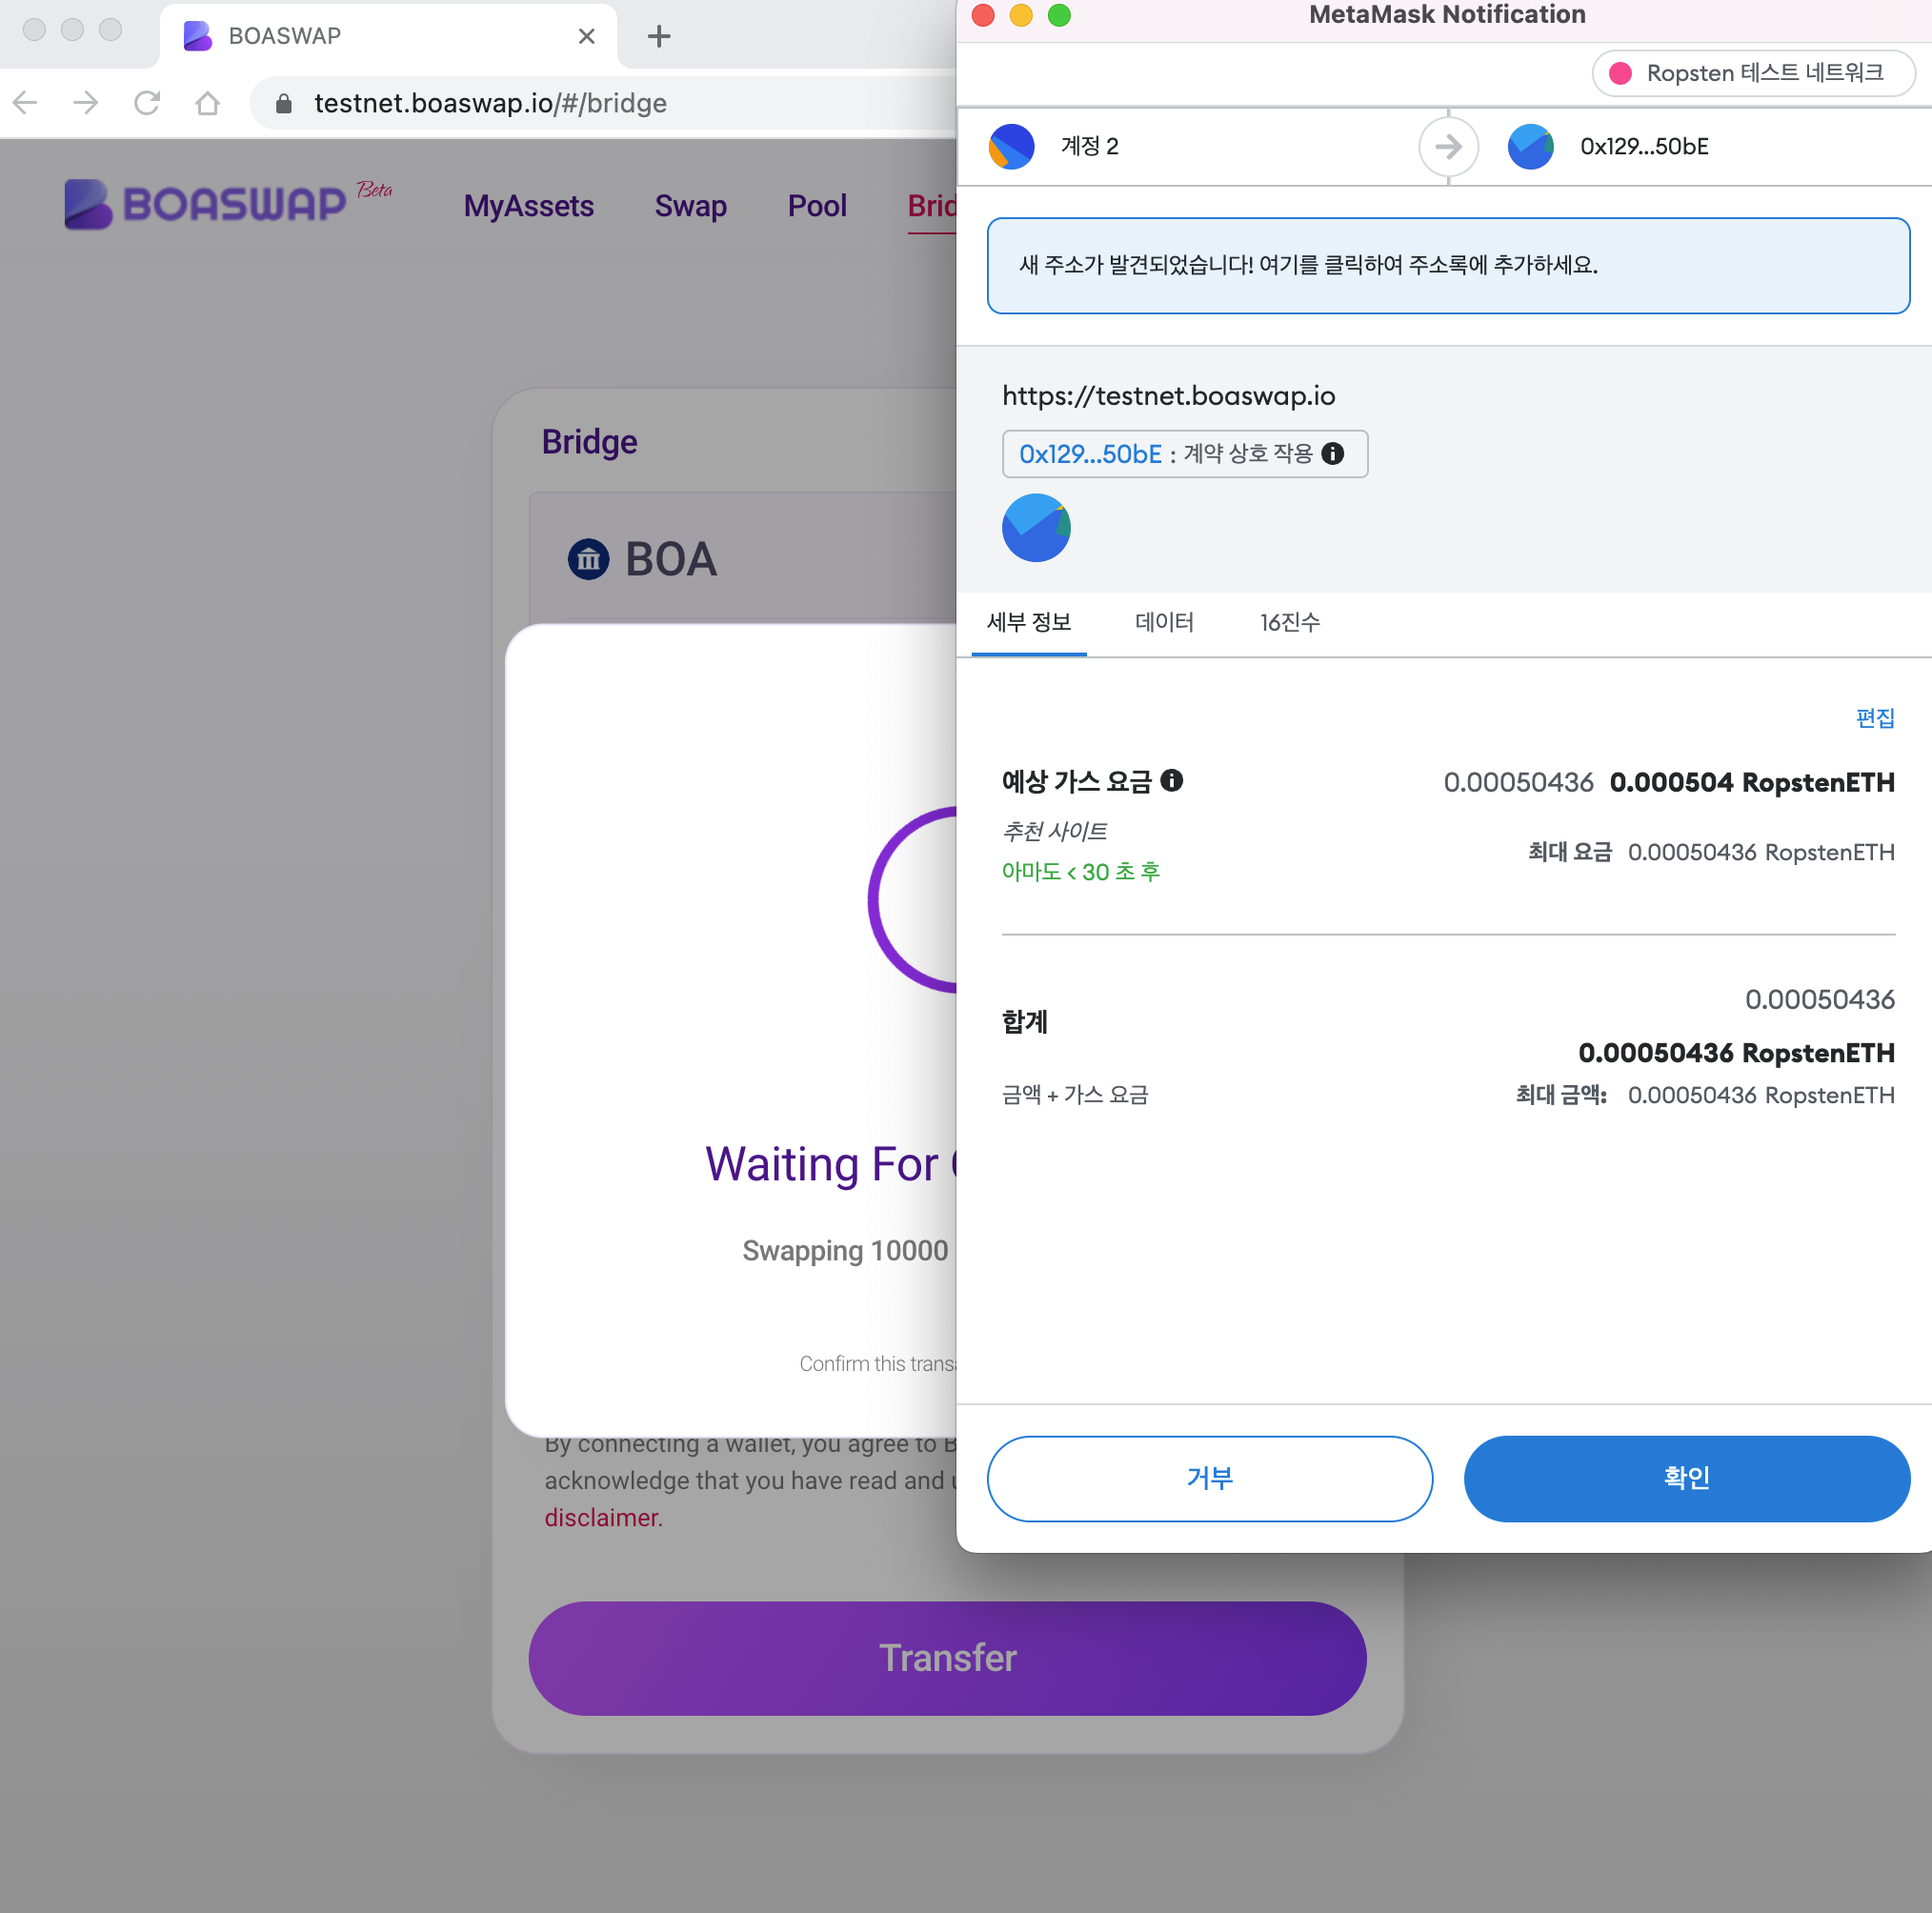 BOASWAP
testnet.boaswap.io/#/bridge
BOASWAP Beta
MyAssets
Swap
Pool
Bridge
BOA
Waiting For
Swapping 10000
Confirm this
By connecting a wallet, you agree to
acknowledge that you have read and
disclaimer.
Transfer
MetaMask Notification
Ropsten 테스트 네트워크
계정 2
0x129...50bE
새 주소가 발견되었습니다! 여기를 클릭하여 주소록에 추가하세요.
https://testnet.boaswap.io
0x129...50bE : 계약 상호 작용
세부 정보
데이터
16진수
편집
예상 가스 요금
0.00050436 0.000504 RopstenETH
추천 사이트
아마도 < 30 초 후
최대 요금 0.00050436 RopstenETH
합계
0.00050436
0.00050436 RopstenETH
금액 + 가스 요금
최대 금액: 0.00050436 RopstenETH
거부
확인